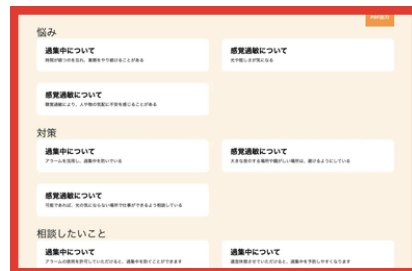 PDF出力
悩み
過集中について
時間が経つのを忘れ、業務をやり続けることがある
感覚過敏について
光や眩しさが気になる
感覚過敏について
聴覚過敏により、人や物の気配に不安を感じることがある
対策
過集中について
アラームを活用し、過集中を防いでいる
感覚過敏について
大きな音のする場所や騒がしい場所は、避けるようにしている
感覚過敏について
可能であれば、光が気にならない場所で仕事ができるよう相談している
相談したいこと
過集中について
アラームの使用を許可していただけると、過集中を防ぐことができます
過集中について
適宜休憩させていただけると、過集中を予防しやすくなります